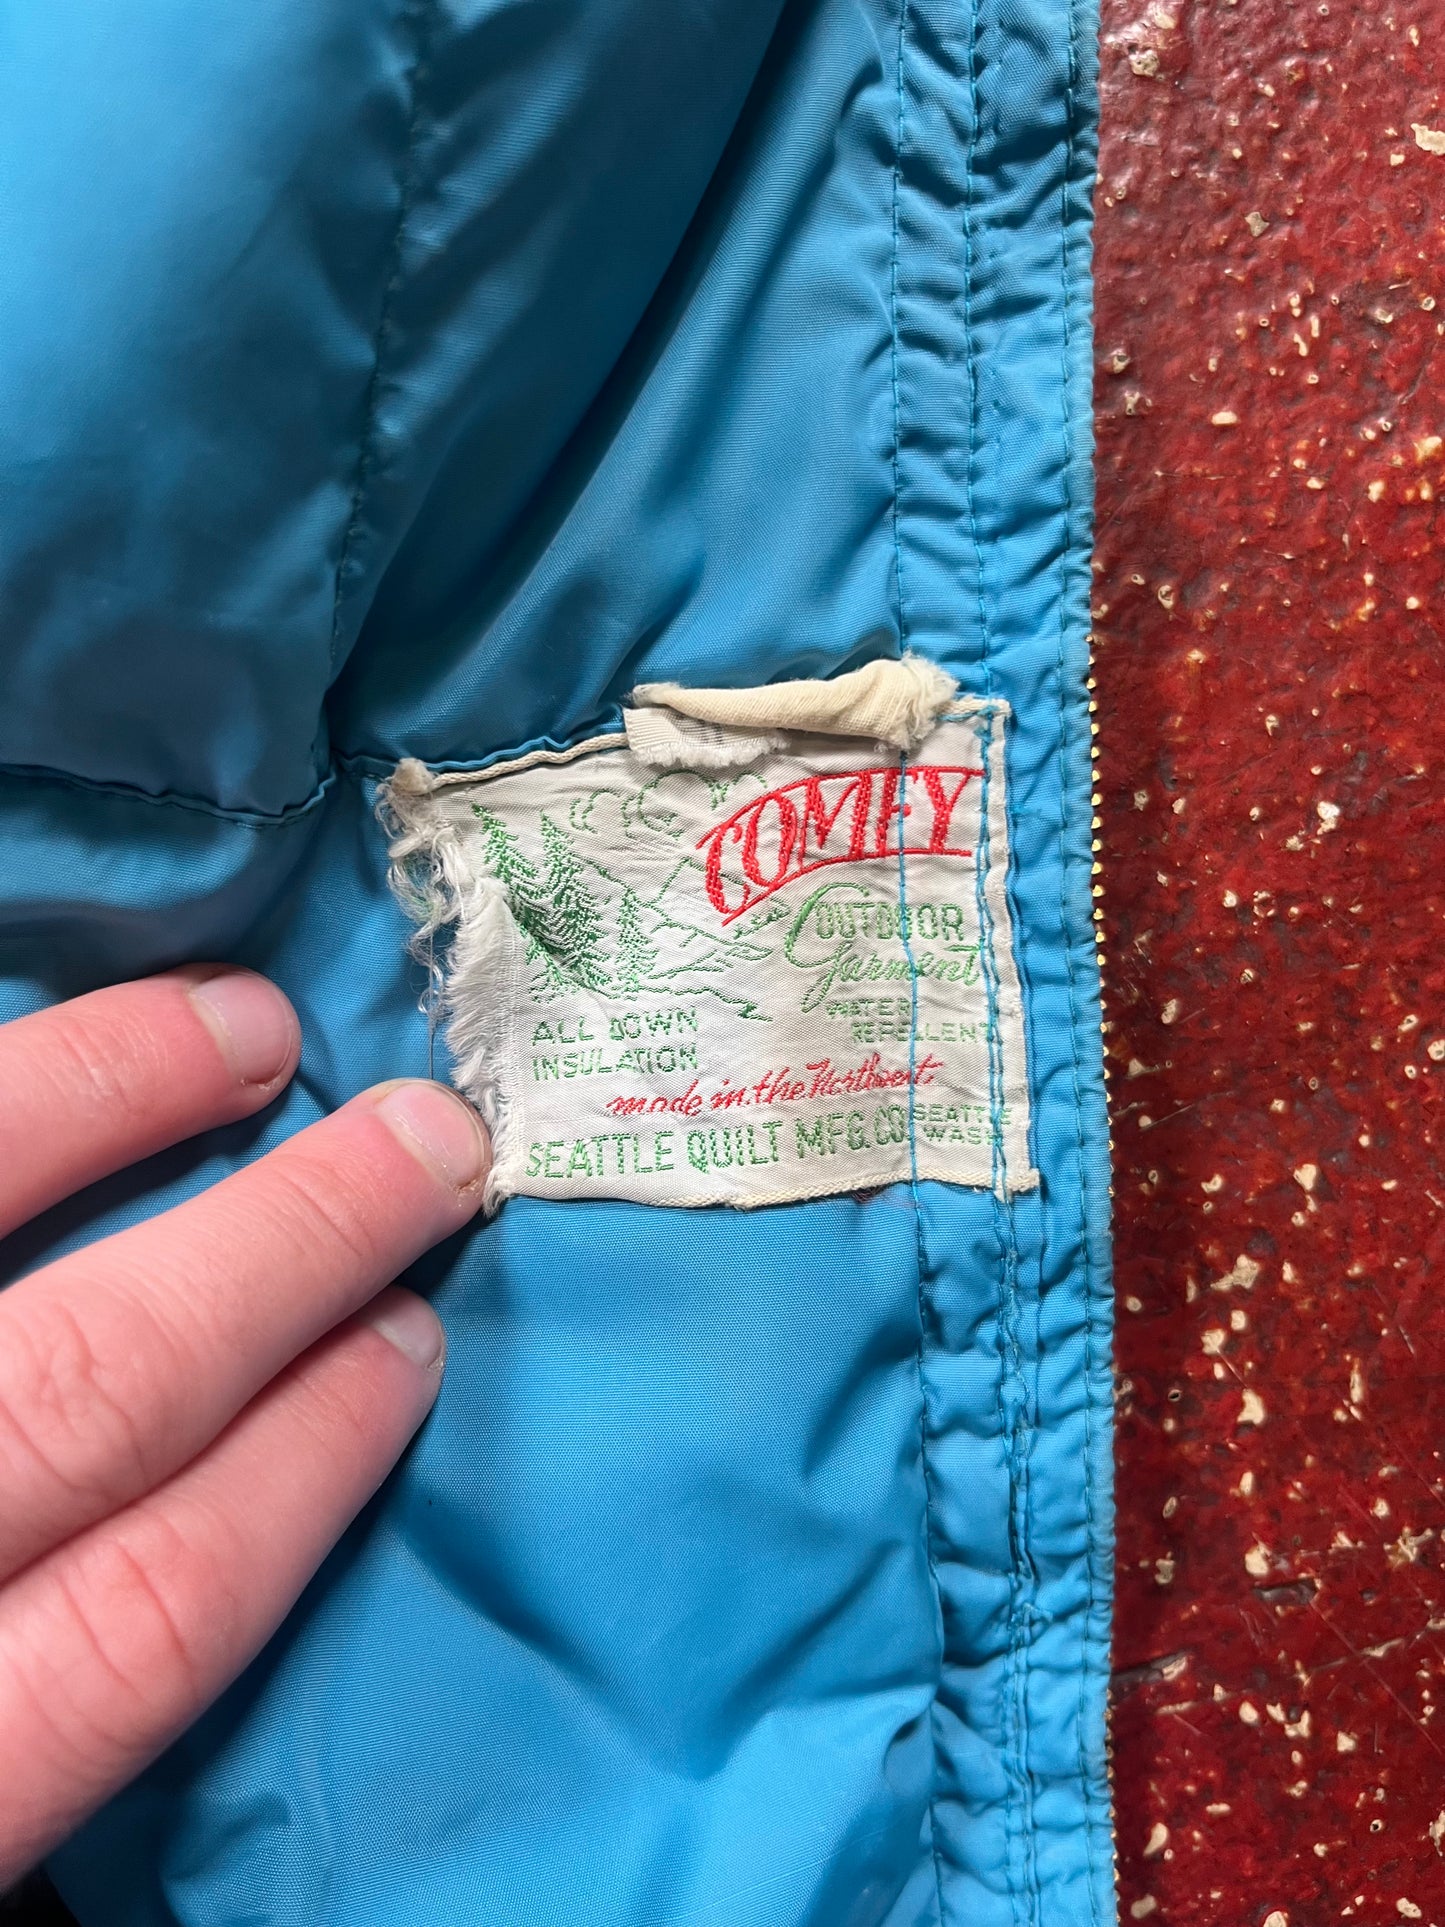 COMFY
OUTDOOR
Garment
WATER
REPELLENT
ALL DOWN
INSULATION
made in the Northwest
SEATTLE QUILT MFG. CO. SEATTLE
WASH.